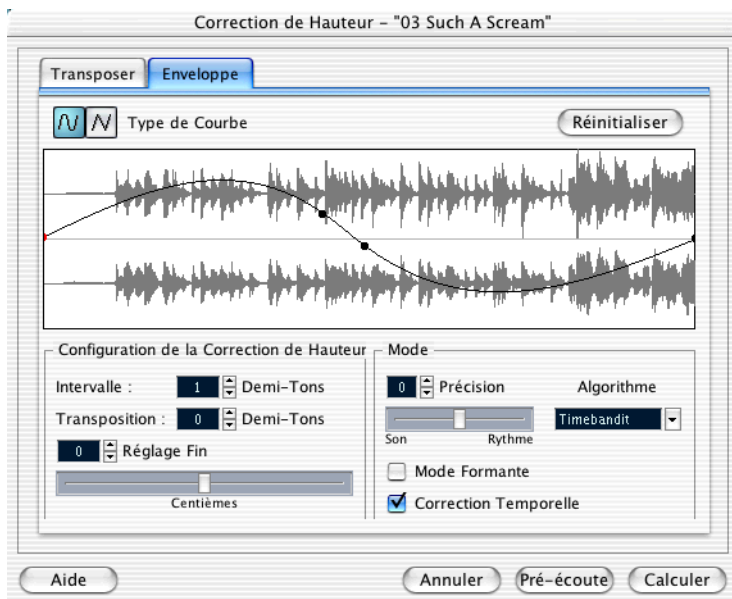 Correction de Hauteur – "03 Such A Scream"
Transposer Enveloppe
Type de Courbe Réinitialiser
Configuration de la Correction de Hauteur
Intervalle : 1 Demi-Tons
Transposition : 0 Demi-Tons
0 Réglage Fin
Centièmes
Mode
0 Précision Algorithme
Timebandit
Son Rythme
Mode Formante
Correction Temporelle
Aide Annuler Pré-écoute Calculer